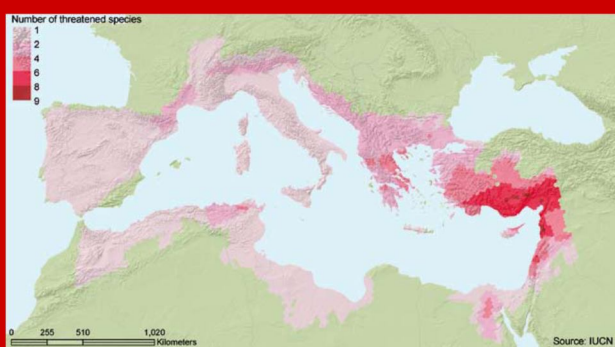 Number of threatened species
1
2
4
6
8
9
0 255 510 1,020
Kilometers
Source: IUCN